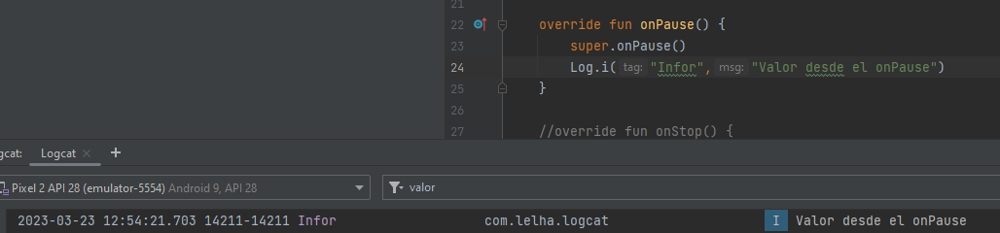 21
22 override fun onPause() {
23 super.onPause()
24 Log.i( tag: "Infor", msg: "Valor desde el onPause")
25 }
26
27 //override fun onStop() {
gcat: Logcat × +
Pixel 2 API 28 (emulator-5554) Android 9, API 28 valor
2023-03-23 12:54:21.703 14211-14211 Infor com.lelha.logcat I Valor desde el onPause